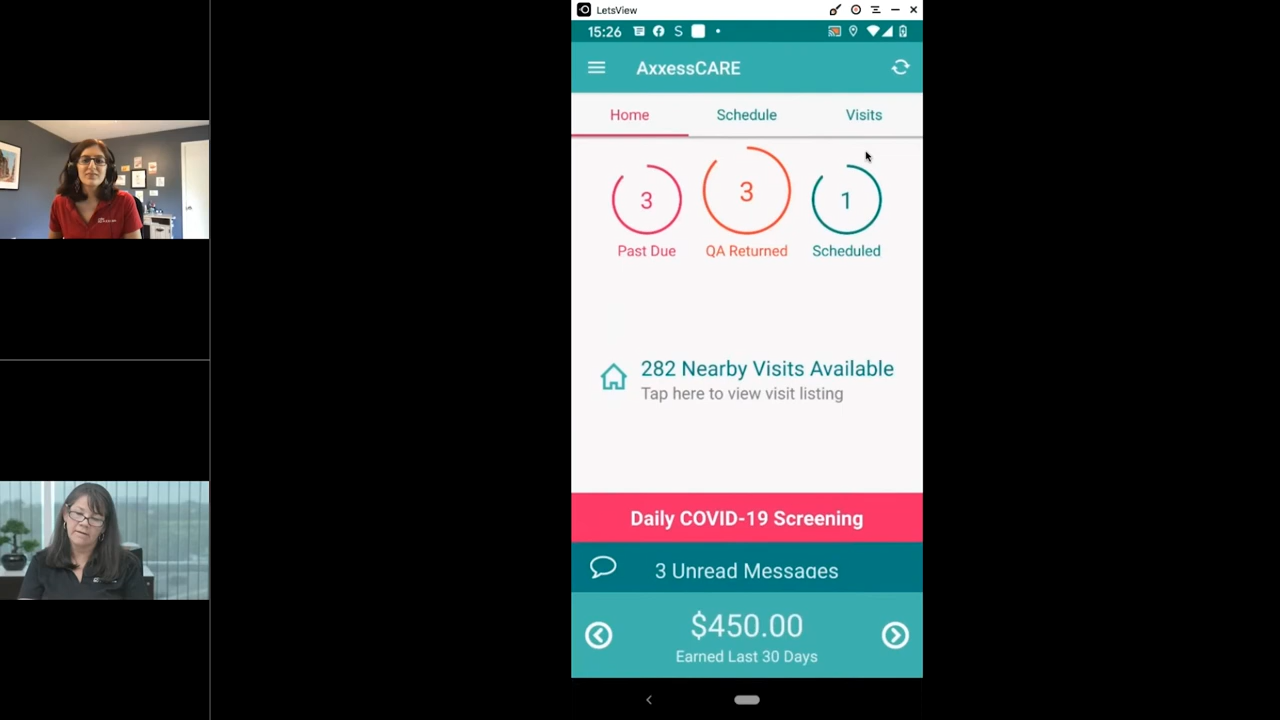 LetsView
15:26
AxxessCARE
Home Schedule Visits
3 3 1
Past Due QA Returned Scheduled
282 Nearby Visits Available
Tap here to view visit listing
Daily COVID-19 Screening
3 Unread Messages
$450.00
Earned Last 30 Days